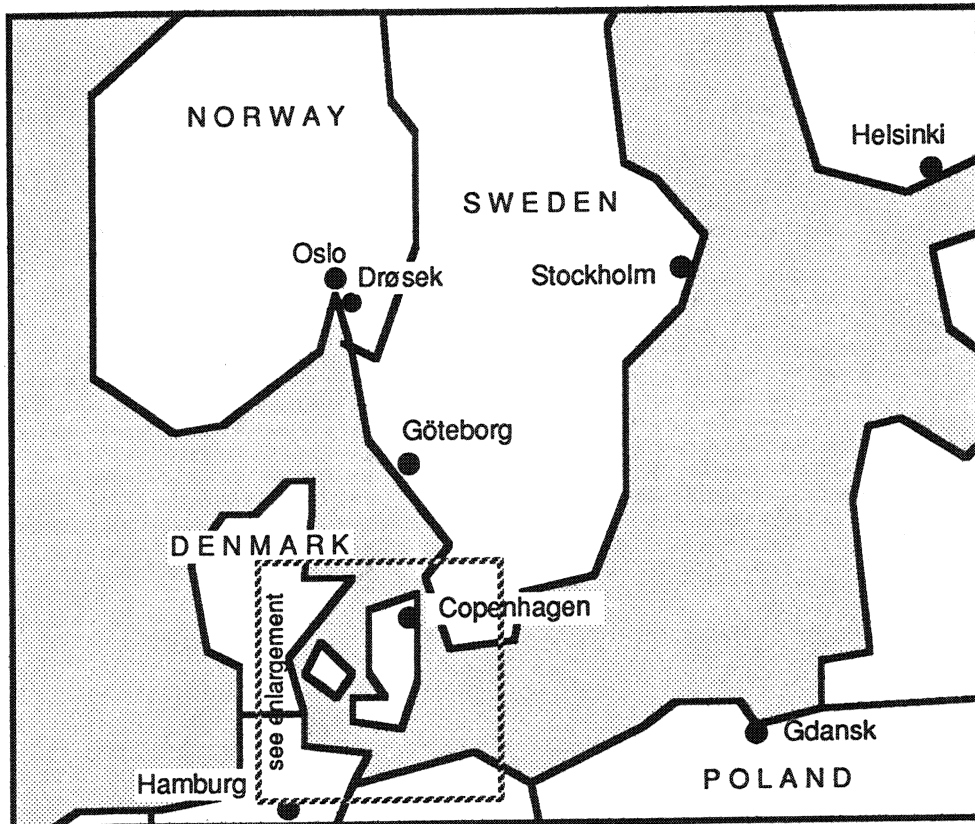 NORWAY
Helsinki
SWEDEN
Oslo
Drøsek
Stockholm
Göteborg
DENMARK
Copenhagen
see enlargement
Gdansk
Hamburg
POLAND